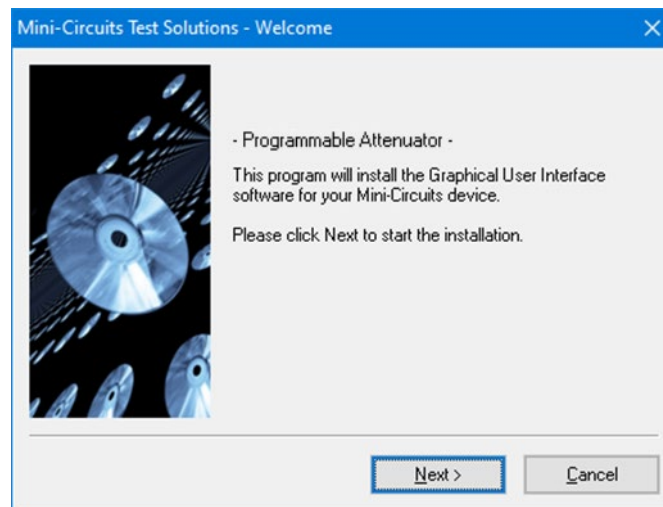 Mini-Circuits Test Solutions - Welcome
- Programmable Attenuator -
This program will install the Graphical User Interface
software for your Mini-Circuits device.
Please click Next to start the installation.
Next >
Cancel